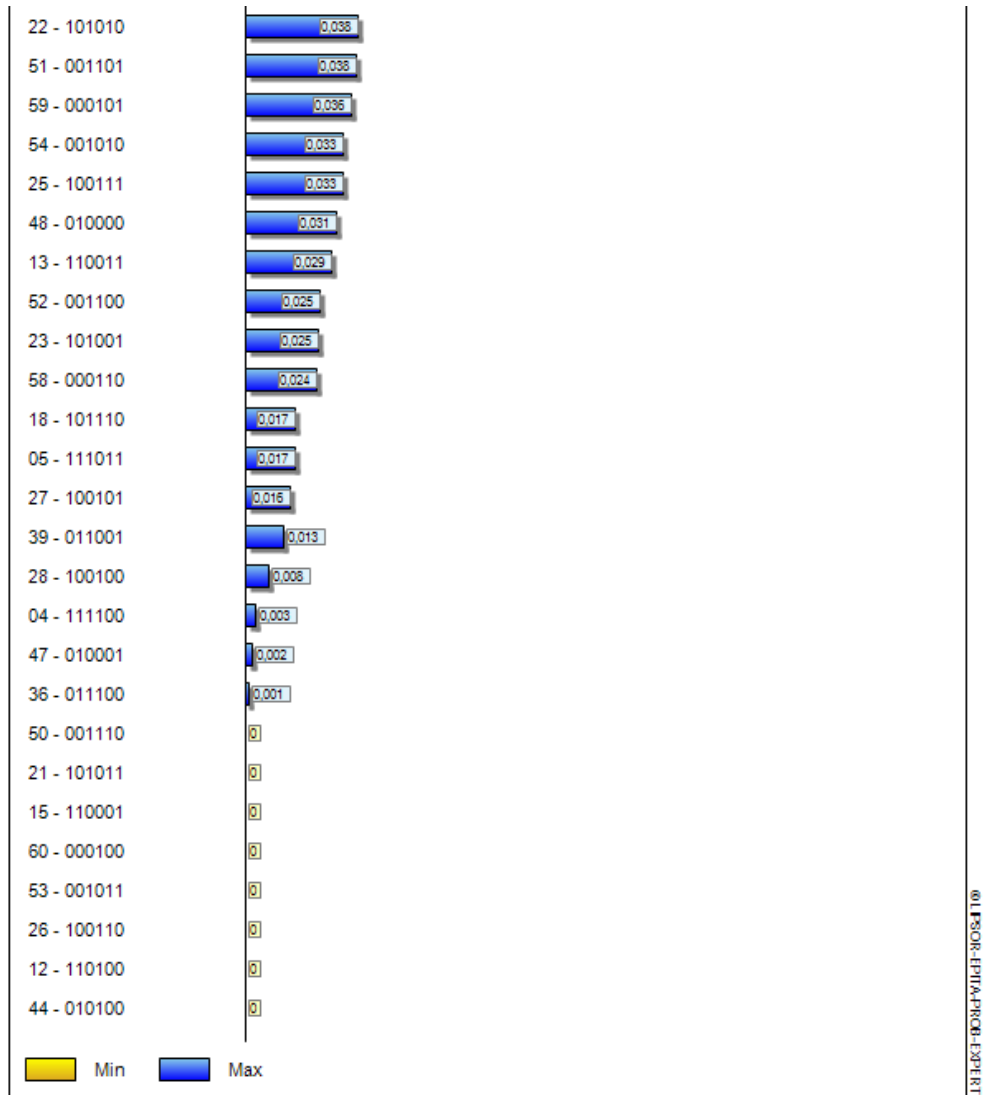 22 - 101010 0,038
51 - 001101 0,038
59 - 000101 0,036
54 - 001010 0,033
25 - 100111 0,033
48 - 010000 0,031
13 - 110011 0,029
52 - 001100 0,025
23 - 101001 0,025
58 - 000110 0,024
18 - 101110 0,017
05 - 111011 0,017
27 - 100101 0,016
39 - 011001 0,013
28 - 100100 0,008
04 - 111100 0,003
47 - 010001 0,002
36 - 011100 0,001
50 - 001110 0
21 - 101011 0
15 - 110001 0
60 - 000100 0
53 - 001011 0
26 - 100110 0
12 - 110100 0
44 - 010100 0
Min Max
© LIPSOR-EPITA-PROB-EXPERT